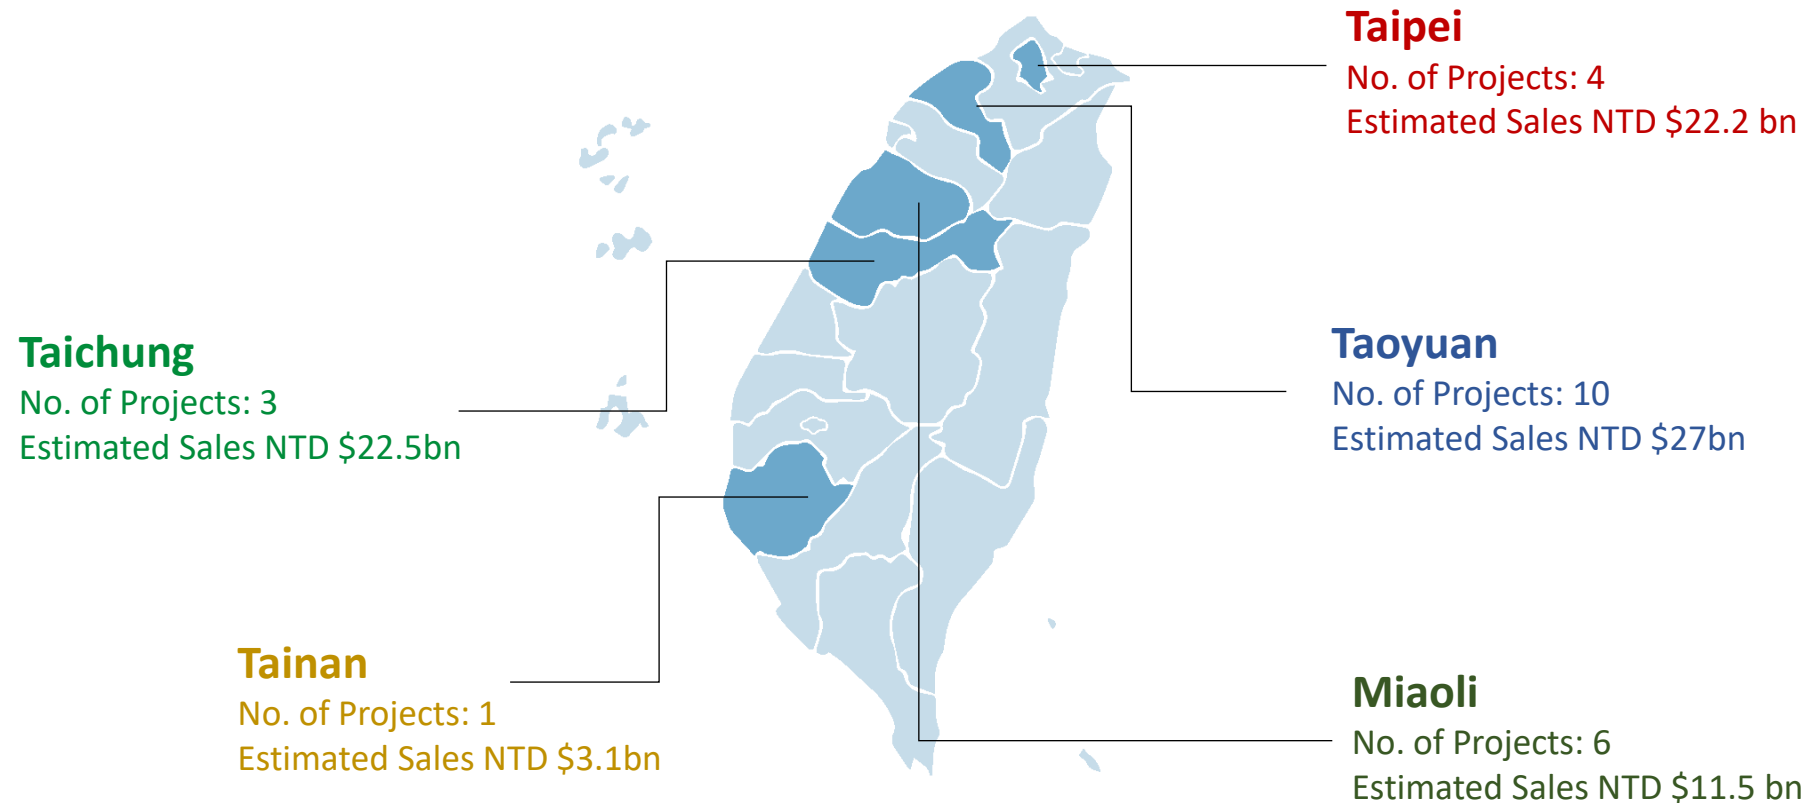 Taipei
No. of Projects: 4
Estimated Sales NTD $22.2 bn
Taichung
No. of Projects: 3
Estimated Sales NTD $22.5bn
Taoyuan
No. of Projects: 10
Estimated Sales NTD $27bn
Tainan
No. of Projects: 1
Estimated Sales NTD $3.1bn
Miaoli
No. of Projects: 6
Estimated Sales NTD $11.5 bn